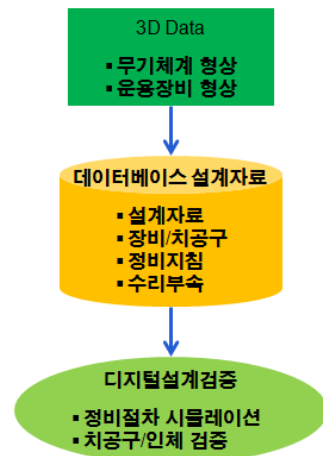 3D Data
▪ 무기체계 형상
▪ 운용장비 형상
데이터베이스 설계자료
▪ 설계자료
▪ 장비/치공구
▪ 정비지침
▪ 수리부속
디지털설계검증
▪ 정비절차 시뮬레이션
▪ 치공구/인체 검증